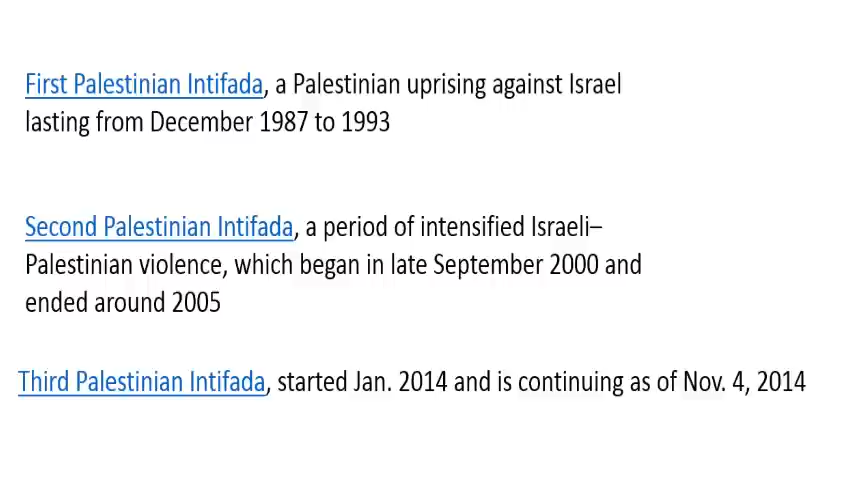 First Palestinian Intifada, a Palestinian uprising against Israel
lasting from December 1987 to 1993
Second Palestinian Intifada, a period of intensified Israeli–
Palestinian violence, which began in late September 2000 and
ended around 2005
Third Palestinian Intifada, started Jan. 2014 and is continuing as of Nov. 4, 2014